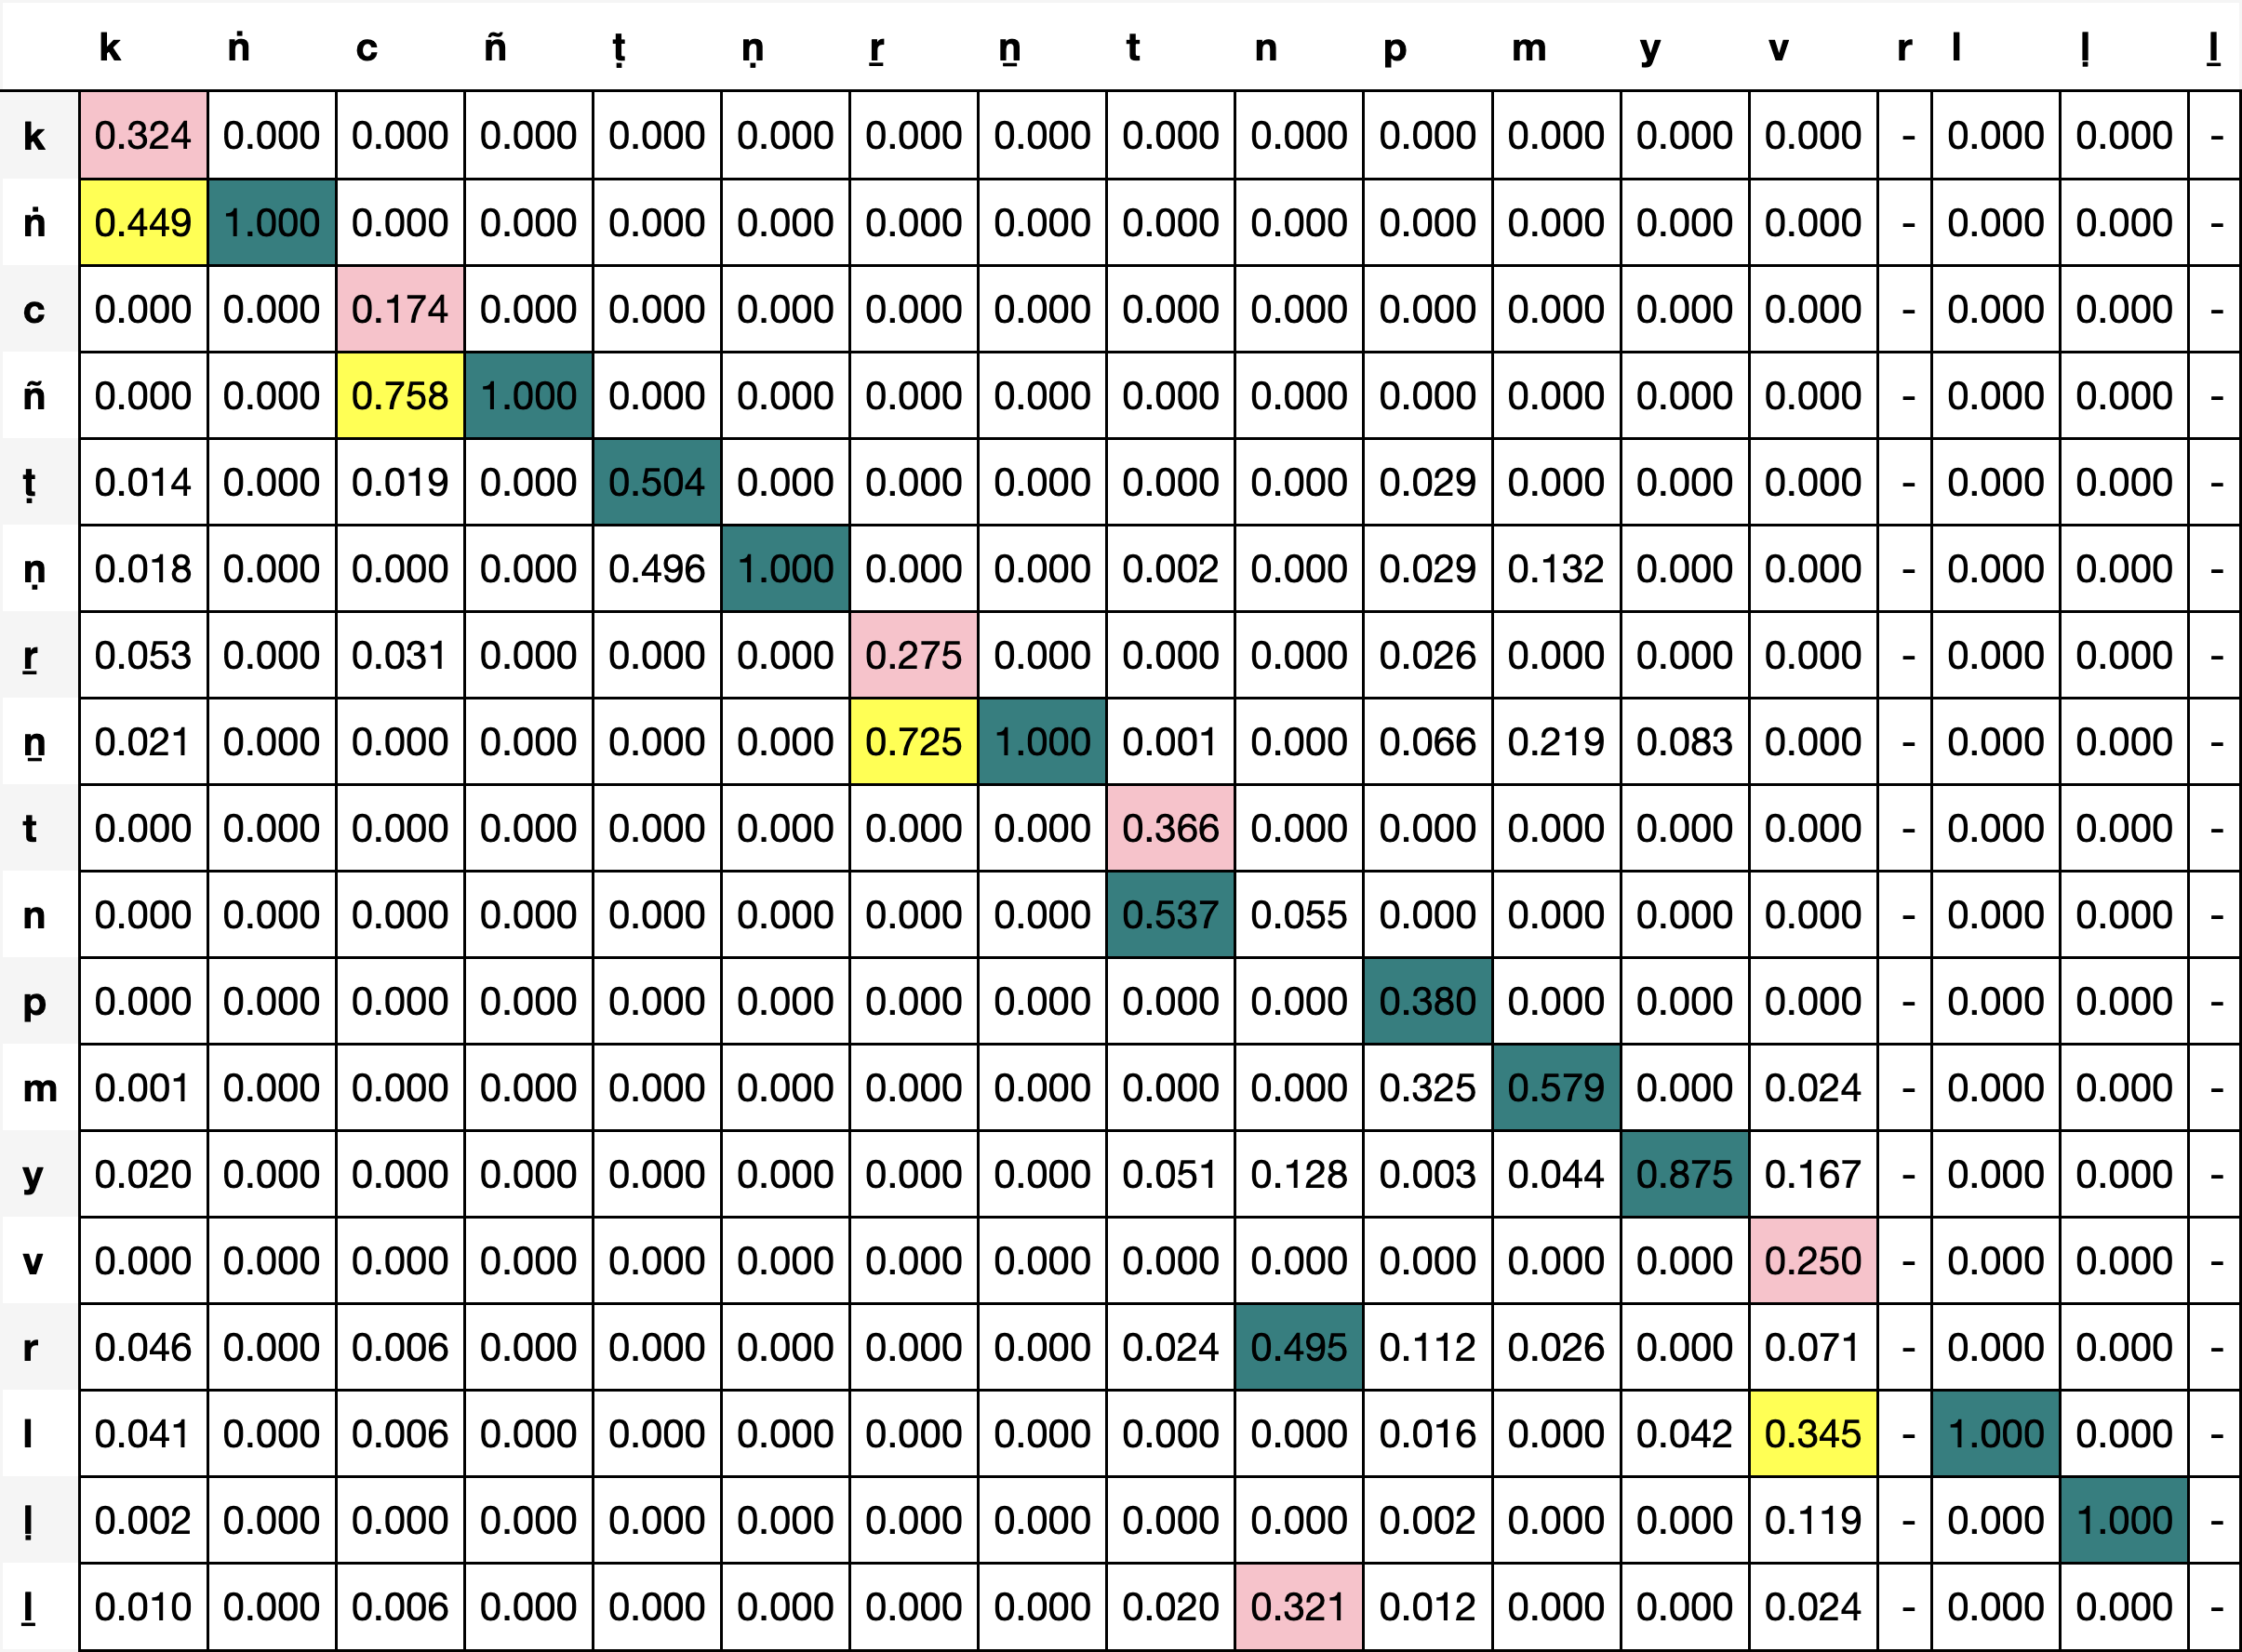 k ṅ c ñ ṭ ṇ ṟ ṉ t n p m y v r l ḷ ḻ
k 0.324 0.000 0.000 0.000 0.000 0.000 0.000 0.000 0.000 0.000 0.000 0.000 0.000 0.000 - 0.000 0.000 -
ṅ 0.449 1.000 0.000 0.000 0.000 0.000 0.000 0.000 0.000 0.000 0.000 0.000 0.000 0.000 - 0.000 0.000 -
c 0.000 0.000 0.174 0.000 0.000 0.000 0.000 0.000 0.000 0.000 0.000 0.000 0.000 0.000 - 0.000 0.000 -
ñ 0.000 0.000 0.758 1.000 0.000 0.000 0.000 0.000 0.000 0.000 0.000 0.000 0.000 0.000 - 0.000 0.000 -
ṭ 0.014 0.000 0.019 0.000 0.504 0.000 0.000 0.000 0.000 0.000 0.029 0.000 0.000 0.000 - 0.000 0.000 -
ṇ 0.018 0.000 0.000 0.000 0.496 1.000 0.000 0.000 0.002 0.000 0.029 0.132 0.000 0.000 - 0.000 0.000 -
ṟ 0.053 0.000 0.031 0.000 0.000 0.000 0.275 0.000 0.000 0.000 0.026 0.000 0.000 0.000 - 0.000 0.000 -
ṉ 0.021 0.000 0.000 0.000 0.000 0.000 0.725 1.000 0.001 0.000 0.066 0.219 0.083 0.000 - 0.000 0.000 -
t 0.000 0.000 0.000 0.000 0.000 0.000 0.000 0.000 0.366 0.000 0.000 0.000 0.000 0.000 - 0.000 0.000 -
n 0.000 0.000 0.000 0.000 0.000 0.000 0.000 0.000 0.537 0.055 0.000 0.000 0.000 0.000 - 0.000 0.000 -
p 0.000 0.000 0.000 0.000 0.000 0.000 0.000 0.000 0.000 0.000 0.380 0.000 0.000 0.000 - 0.000 0.000 -
m 0.001 0.000 0.000 0.000 0.000 0.000 0.000 0.000 0.000 0.000 0.325 0.579 0.000 0.024 - 0.000 0.000 -
y 0.020 0.000 0.000 0.000 0.000 0.000 0.000 0.000 0.051 0.128 0.003 0.044 0.875 0.167 - 0.000 0.000 -
v 0.000 0.000 0.000 0.000 0.000 0.000 0.000 0.000 0.000 0.000 0.000 0.000 0.000 0.250 - 0.000 0.000 -
r 0.046 0.000 0.006 0.000 0.000 0.000 0.000 0.000 0.024 0.495 0.112 0.026 0.000 0.071 - 0.000 0.000 -
l 0.041 0.000 0.006 0.000 0.000 0.000 0.000 0.000 0.000 0.000 0.016 0.000 0.042 0.345 - 1.000 0.000 -
ḷ 0.002 0.000 0.000 0.000 0.000 0.000 0.000 0.000 0.000 0.000 0.002 0.000 0.000 0.119 - 0.000 1.000 -
ḻ 0.010 0.000 0.006 0.000 0.000 0.000 0.000 0.000 0.020 0.321 0.012 0.000 0.000 0.024 - 0.000 0.000 -